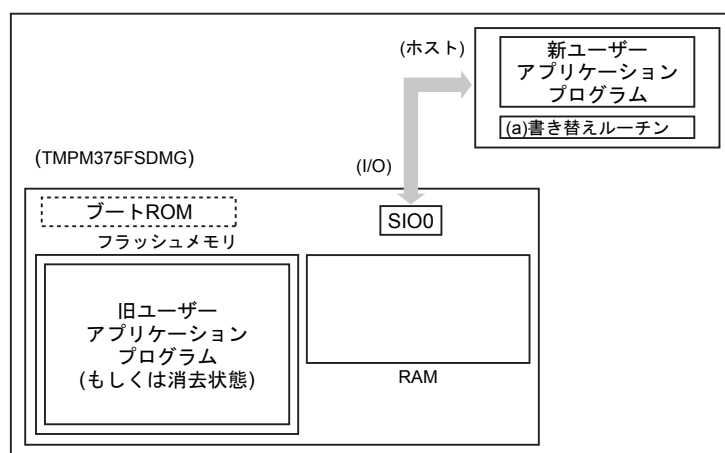 (ホスト)
新ユーザー
アプリケーション
プログラム
(a)書き替えルーチン
(TMPM375FSDMG)
(I/O)
ブートROM
SIO0
フラッシュメモリ
旧ユーザー
アプリケーション
プログラム
(もしくは消去状態)
RAM